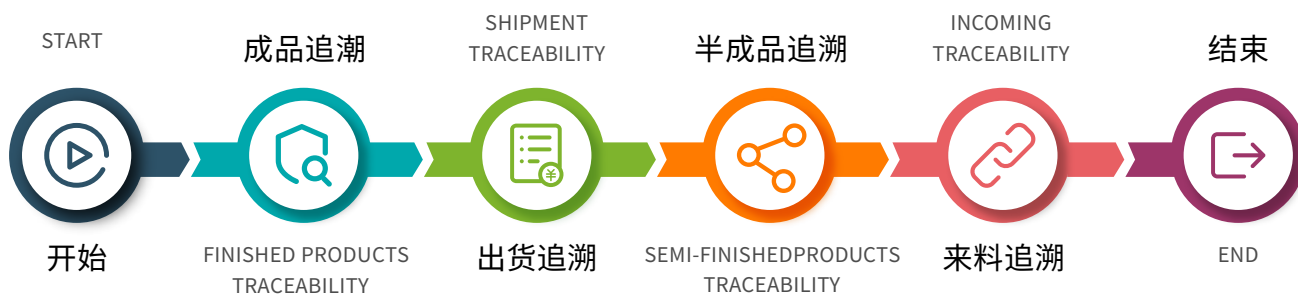 START
开始
成品追潮
FINISHED PRODUCTS
TRACEABILITY
SHIPMENT
TRACEABILITY
出货追溯
半成品追溯
SEMI-FINISHEDPRODUCTS
TRACEABILITY
INCOMING
TRACEABILITY
来料追溯
结束
END